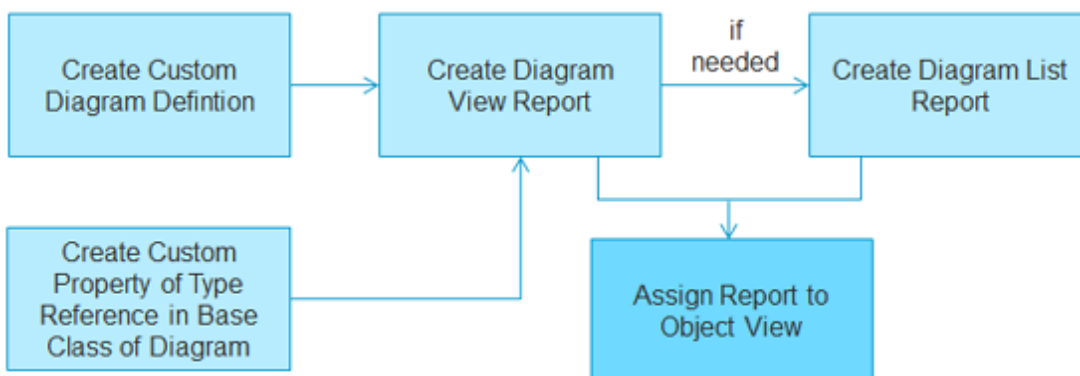 Create Custom
Diagram Defintion
Create Diagram
View Report
if
needed
Create Diagram List
Report
Create Custom
Property of Type
Reference in Base
Class of Diagram
Assign Report to
Object View